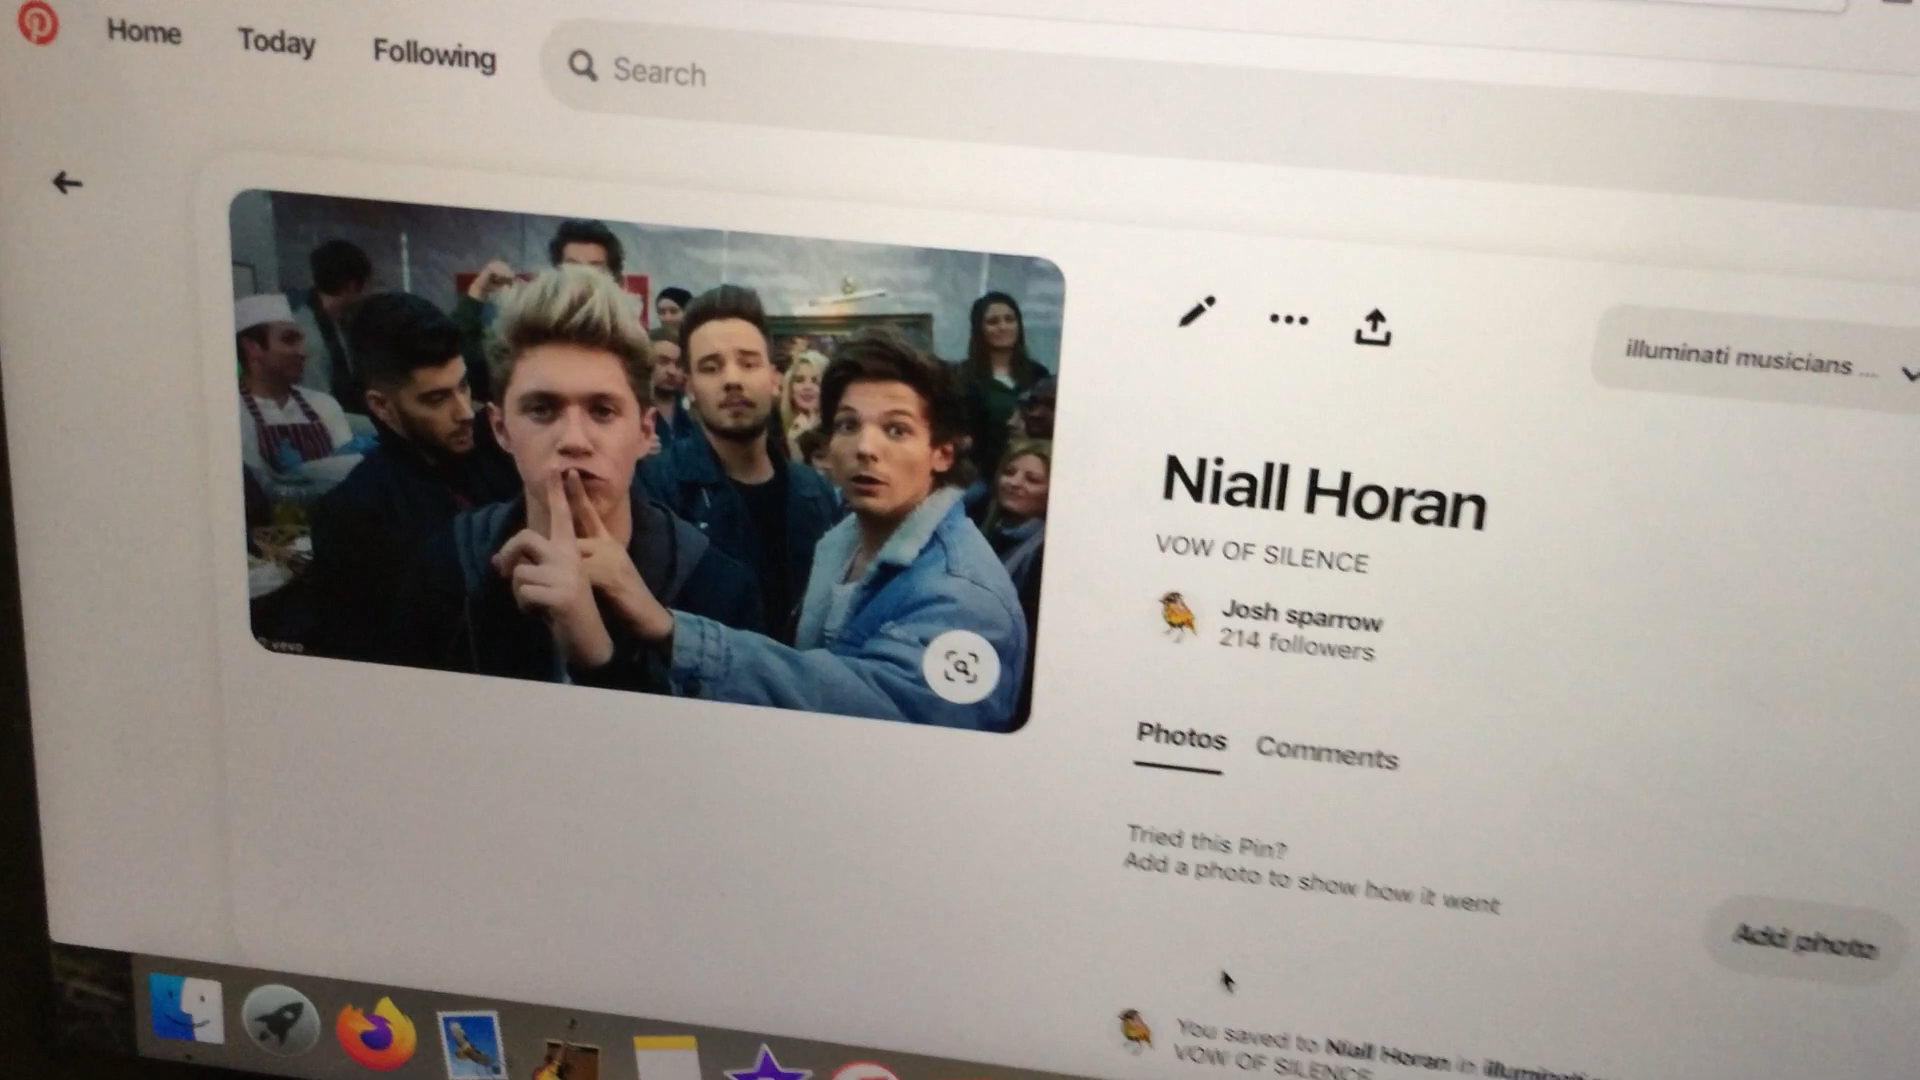 Home Today Following Search
illuminati musicians ...
Niall Horan
VOW OF SILENCE
Josh sparrow
214 followers
vevo
Photos Comments
Tried this Pin?
Add a photo to show how it went
Add photo
You saved to Niall Horan in illuminati
VOW OF SILENCE